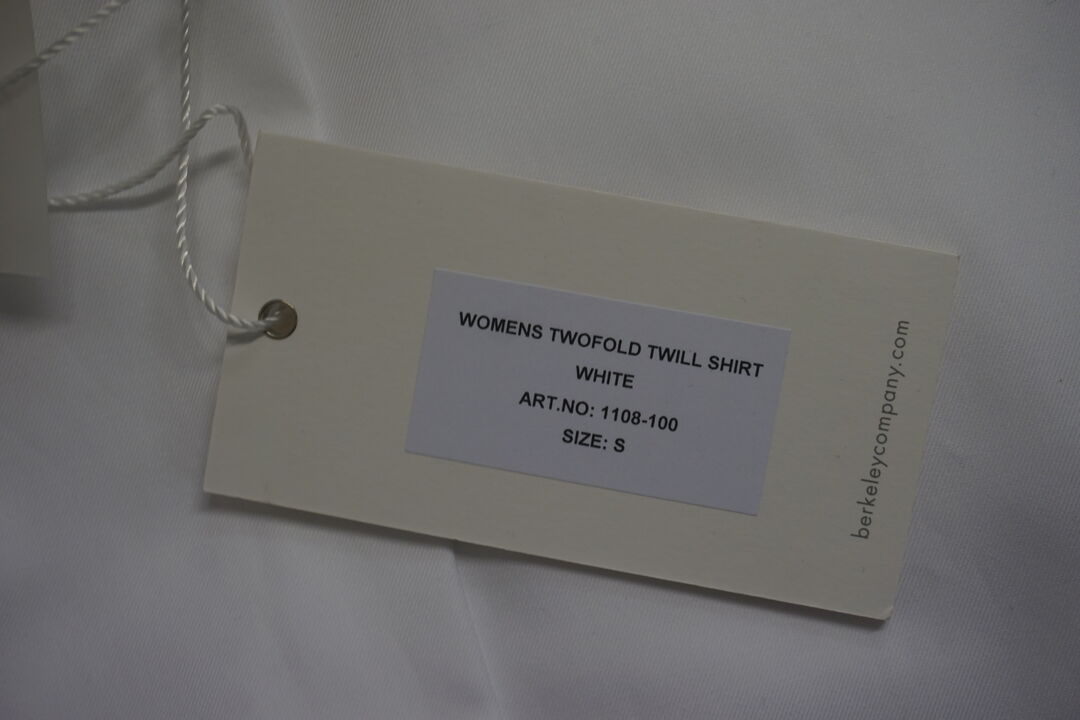 WOMENS TWOFOLD TWILL SHIRT
WHITE
ART.NO: 1108-100
SIZE: S
berkeleycompany.com